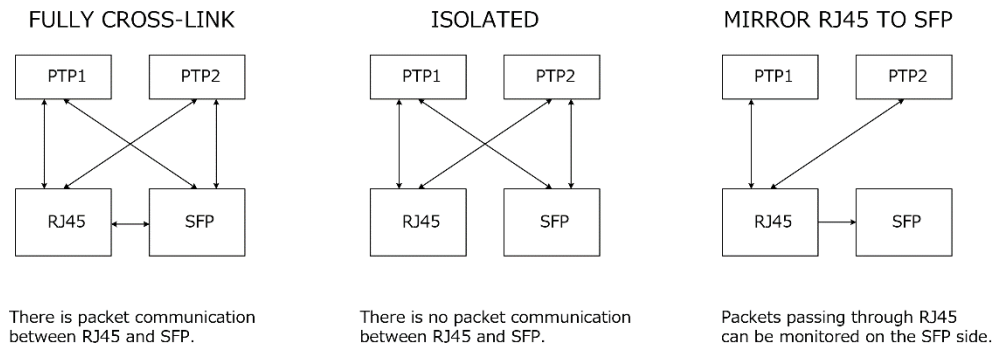 FULLY CROSS-LINK
PTP1
PTP2
RJ45
SFP
There is packet communication
between RJ45 and SFP.
ISOLATED
PTP1
PTP2
RJ45
SFP
There is no packet communication
between RJ45 and SFP.
MIRROR RJ45 TO SFP
PTP1
PTP2
RJ45
SFP
Packets passing through RJ45
can be monitored on the SFP side.